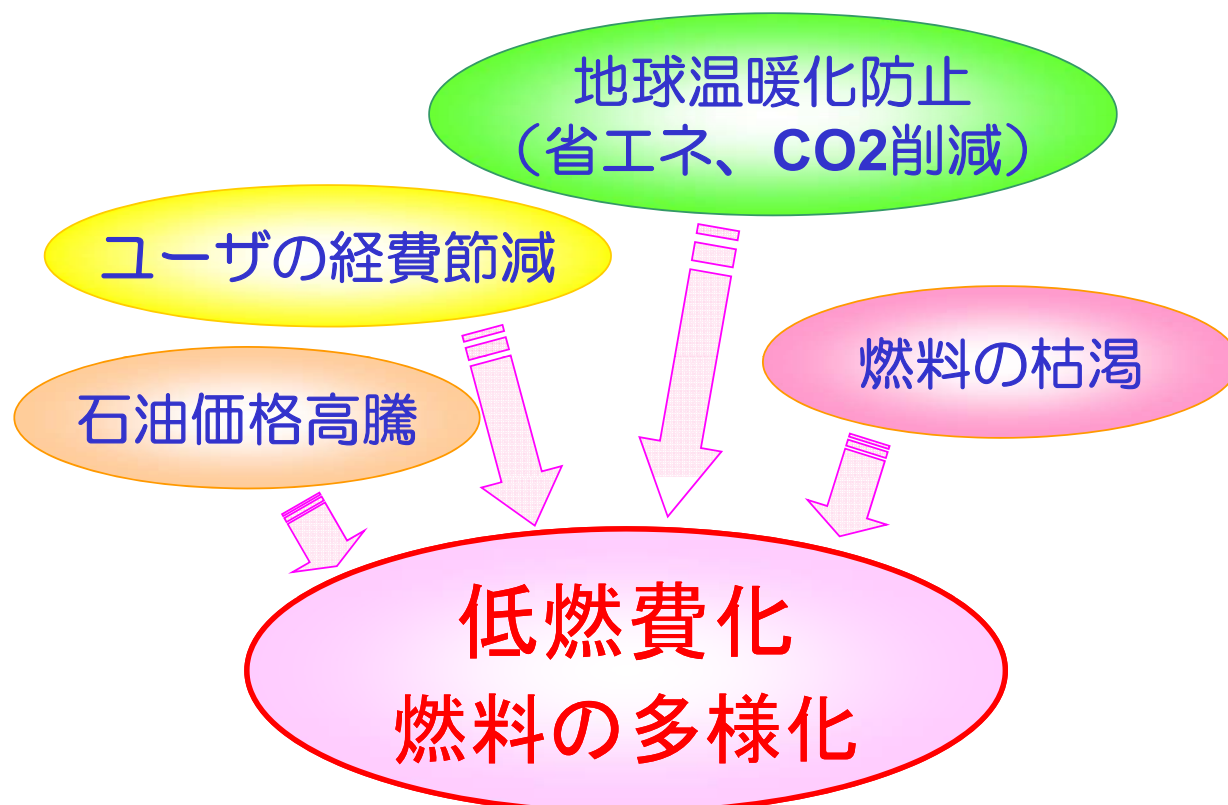 地球温暖化防止
（省エネ、CO2削減）
ユーザの経費節減
燃料の枯渇
石油価格高騰
低燃費化
燃料の多様化